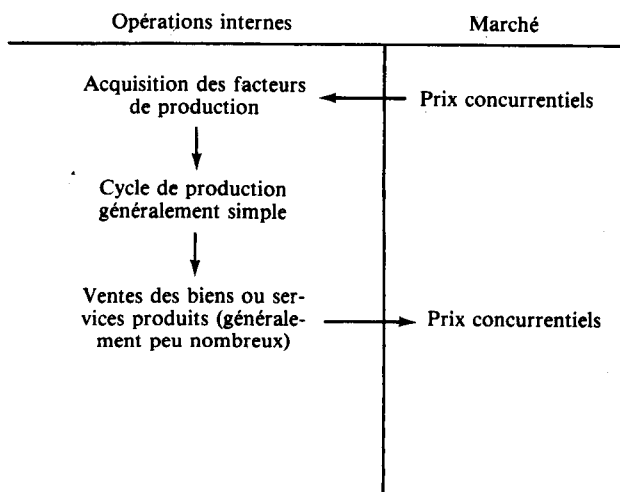 Opérations internes
Marché
Acquisition des facteurs
de production
Prix concurrentiels
Cycle de production
généralement simple
Ventes des biens ou ser-
vices produits (générale-
ment peu nombreux)
Prix concurrentiels